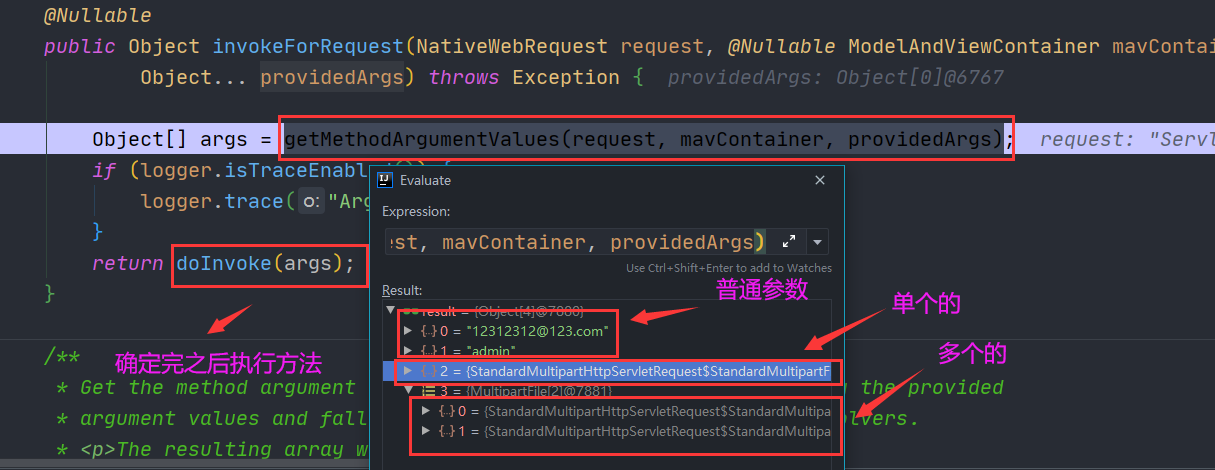 @Nullable
public Object invokeForRequest(NativeWebRequest request, @Nullable ModelAndViewContainer mavContai
Object... providedArgs) throws Exception { providedArgs: Object[0]@6767
Object[] args = getMethodArgumentValues(request, mavContainer, providedArgs); request: "Servl
if (logger.isTraceEnabled()) {
logger.trace( o: "Arg
}
return doInvoke(args);
}
Evaluate
Expression:
est, mavContainer, providedArgs)
Use Ctrl+Shift+Enter to add to Watches
Result:
result = {Object[4]@7800}
0 = "12312312@123.com"
1 = "admin"
2 = {StandardMultipartHttpServletRequest$StandardMultipartF
3 = {MultipartFile[2]@7881}
0 = {StandardMultipartHttpServletRequest$StandardMultipa
1 = {StandardMultipartHttpServletRequest$StandardMultipa
普通参数
单个的
多个的
确定完之后执行方法
/**
* Get the method argument
the provided
* argument values and fall
lvers.
* <p>The resulting array w